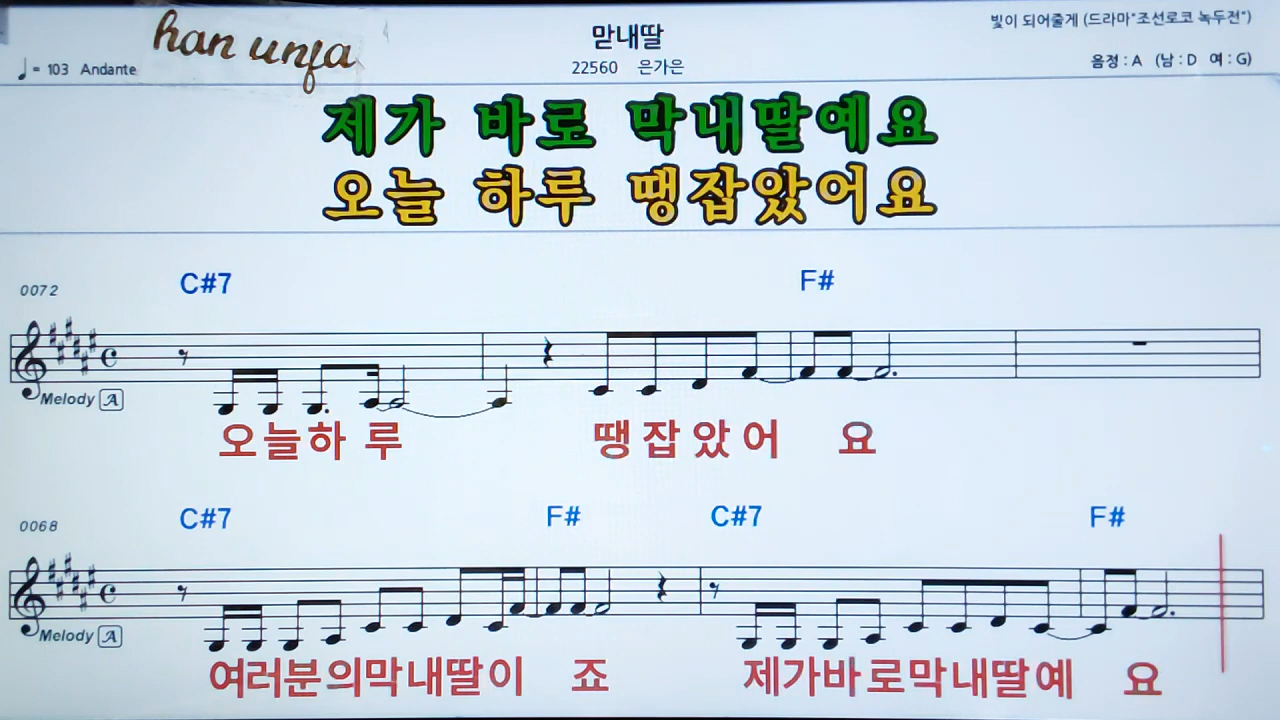 han unja
빛이 되어줄게 (드라마"조선로코 녹두전")
맏내딸
♩= 103 Andante
22560 은가은
음정 : A (남 : D 여 : G)
제가 바로 막내딸예요
오늘 하루 땡잡았어요
0072
C#7 F#
Melody A
오늘하 루 땡잡았어 요
0068
C#7 F# C#7 F#
Melody A
여러분의막내딸이 죠 제가바로막내딸예 요